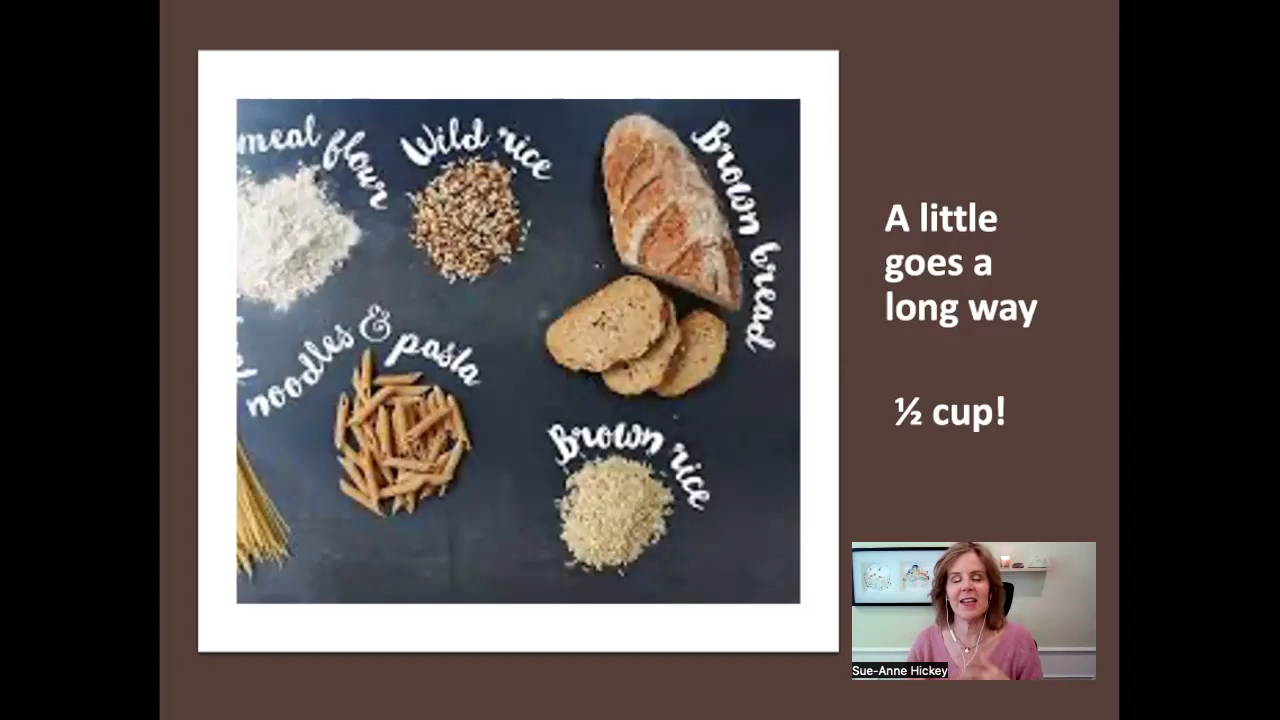 meal flour
Wild rice
Brown bread
noodles & pasta
Brown rice
A little
goes a
long way
½ cup!
Sue-Anne Hickey